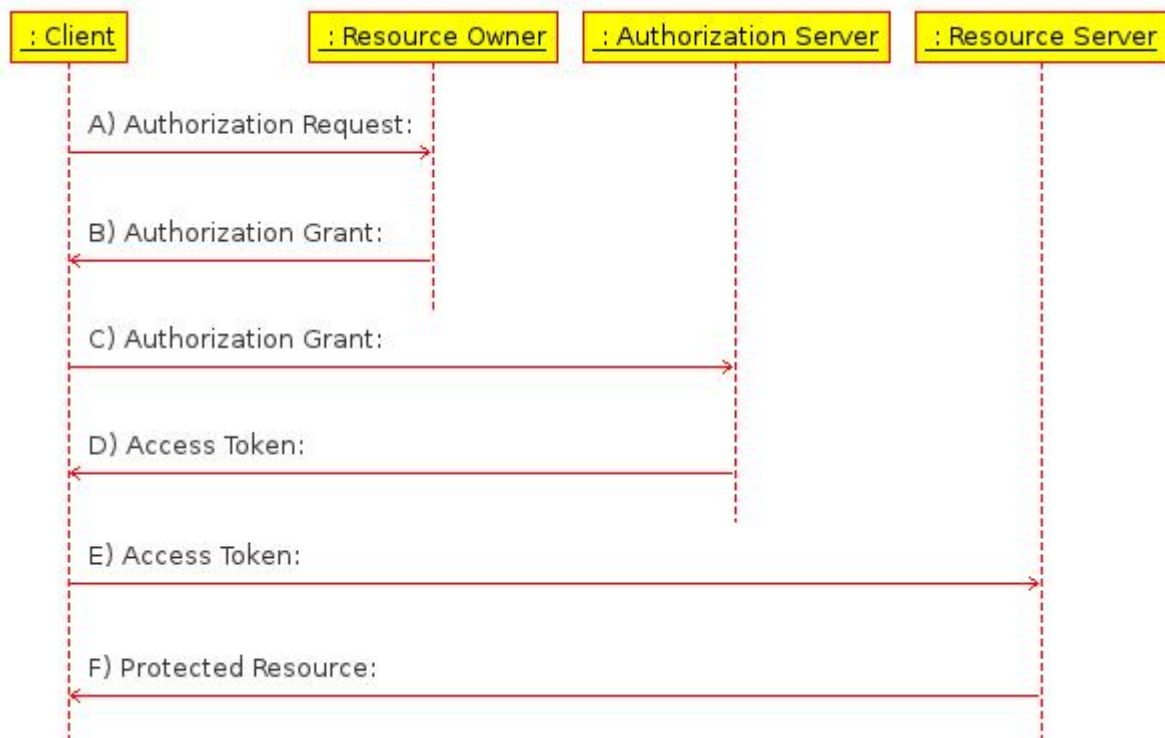 : Client
: Resource Owner
: Authorization Server
: Resource Server
A) Authorization Request:
B) Authorization Grant:
C) Authorization Grant:
D) Access Token:
E) Access Token:
F) Protected Resource: